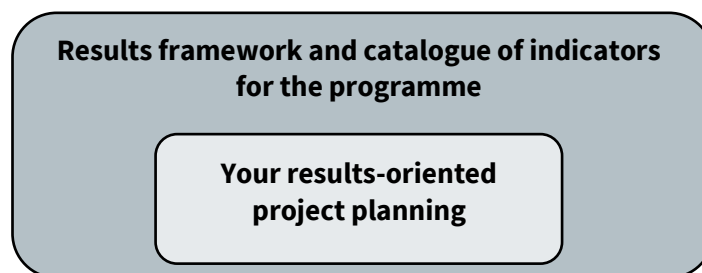 Results framework and catalogue of indicators
for the programme
Your results-oriented
project planning